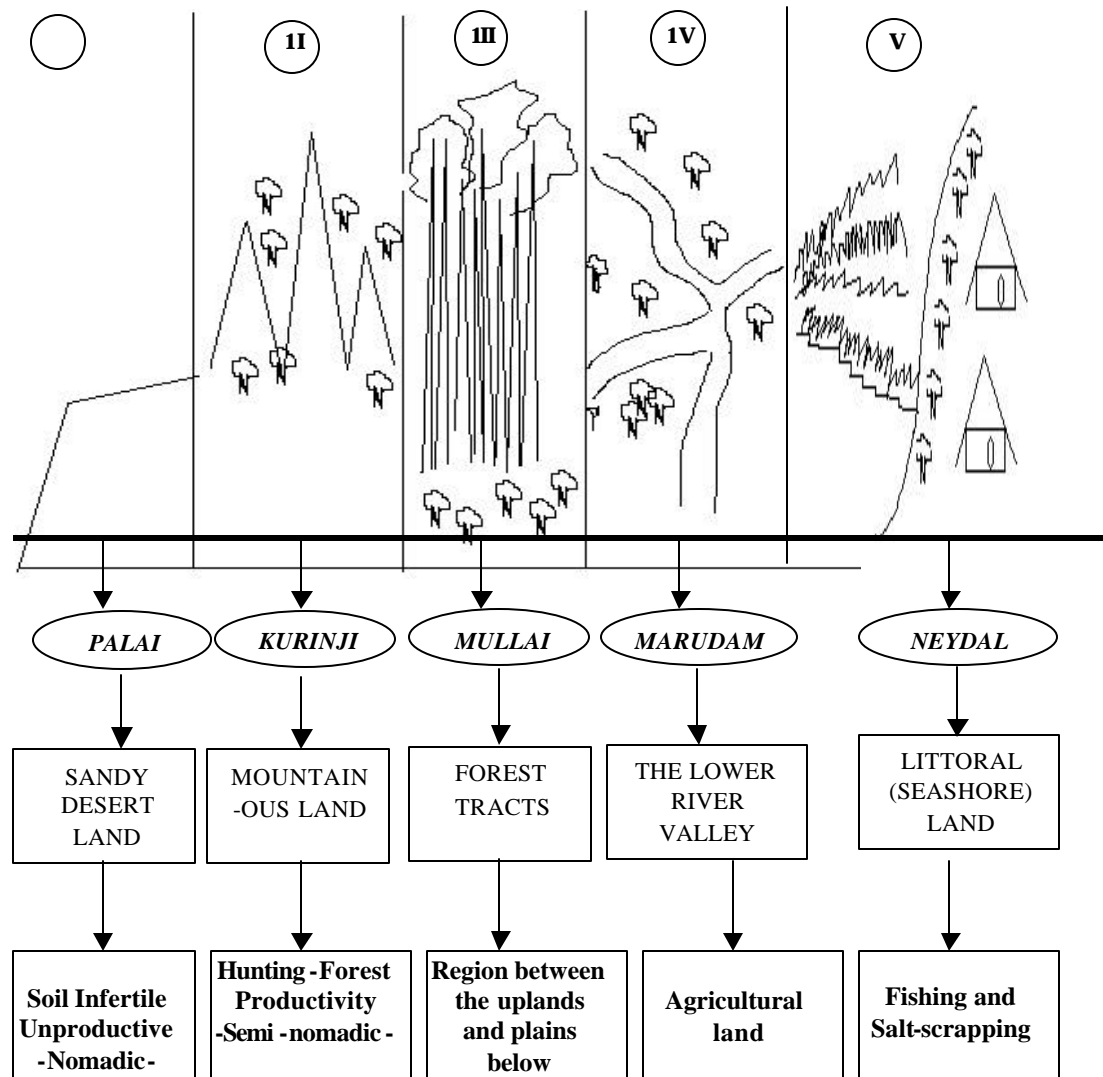 1I
1II
1V
V
PALAI
KURINJI
MULLAI
MARUDAM
NEYDAL
SANDY
DESERT
LAND
MOUNTAIN
-OUS LAND
FOREST
TRACTS
THE LOWER
RIVER
VALLEY
LITTORAL
(SEASHORE)
LAND
Soil Infertile
Unproductive
-Nomadic-
Hunting-Forest
Productivity
-Semi-nomadic-
Region between
the uplands
and plains
below
Agricultural
land
Fishing and
Salt-scrapping